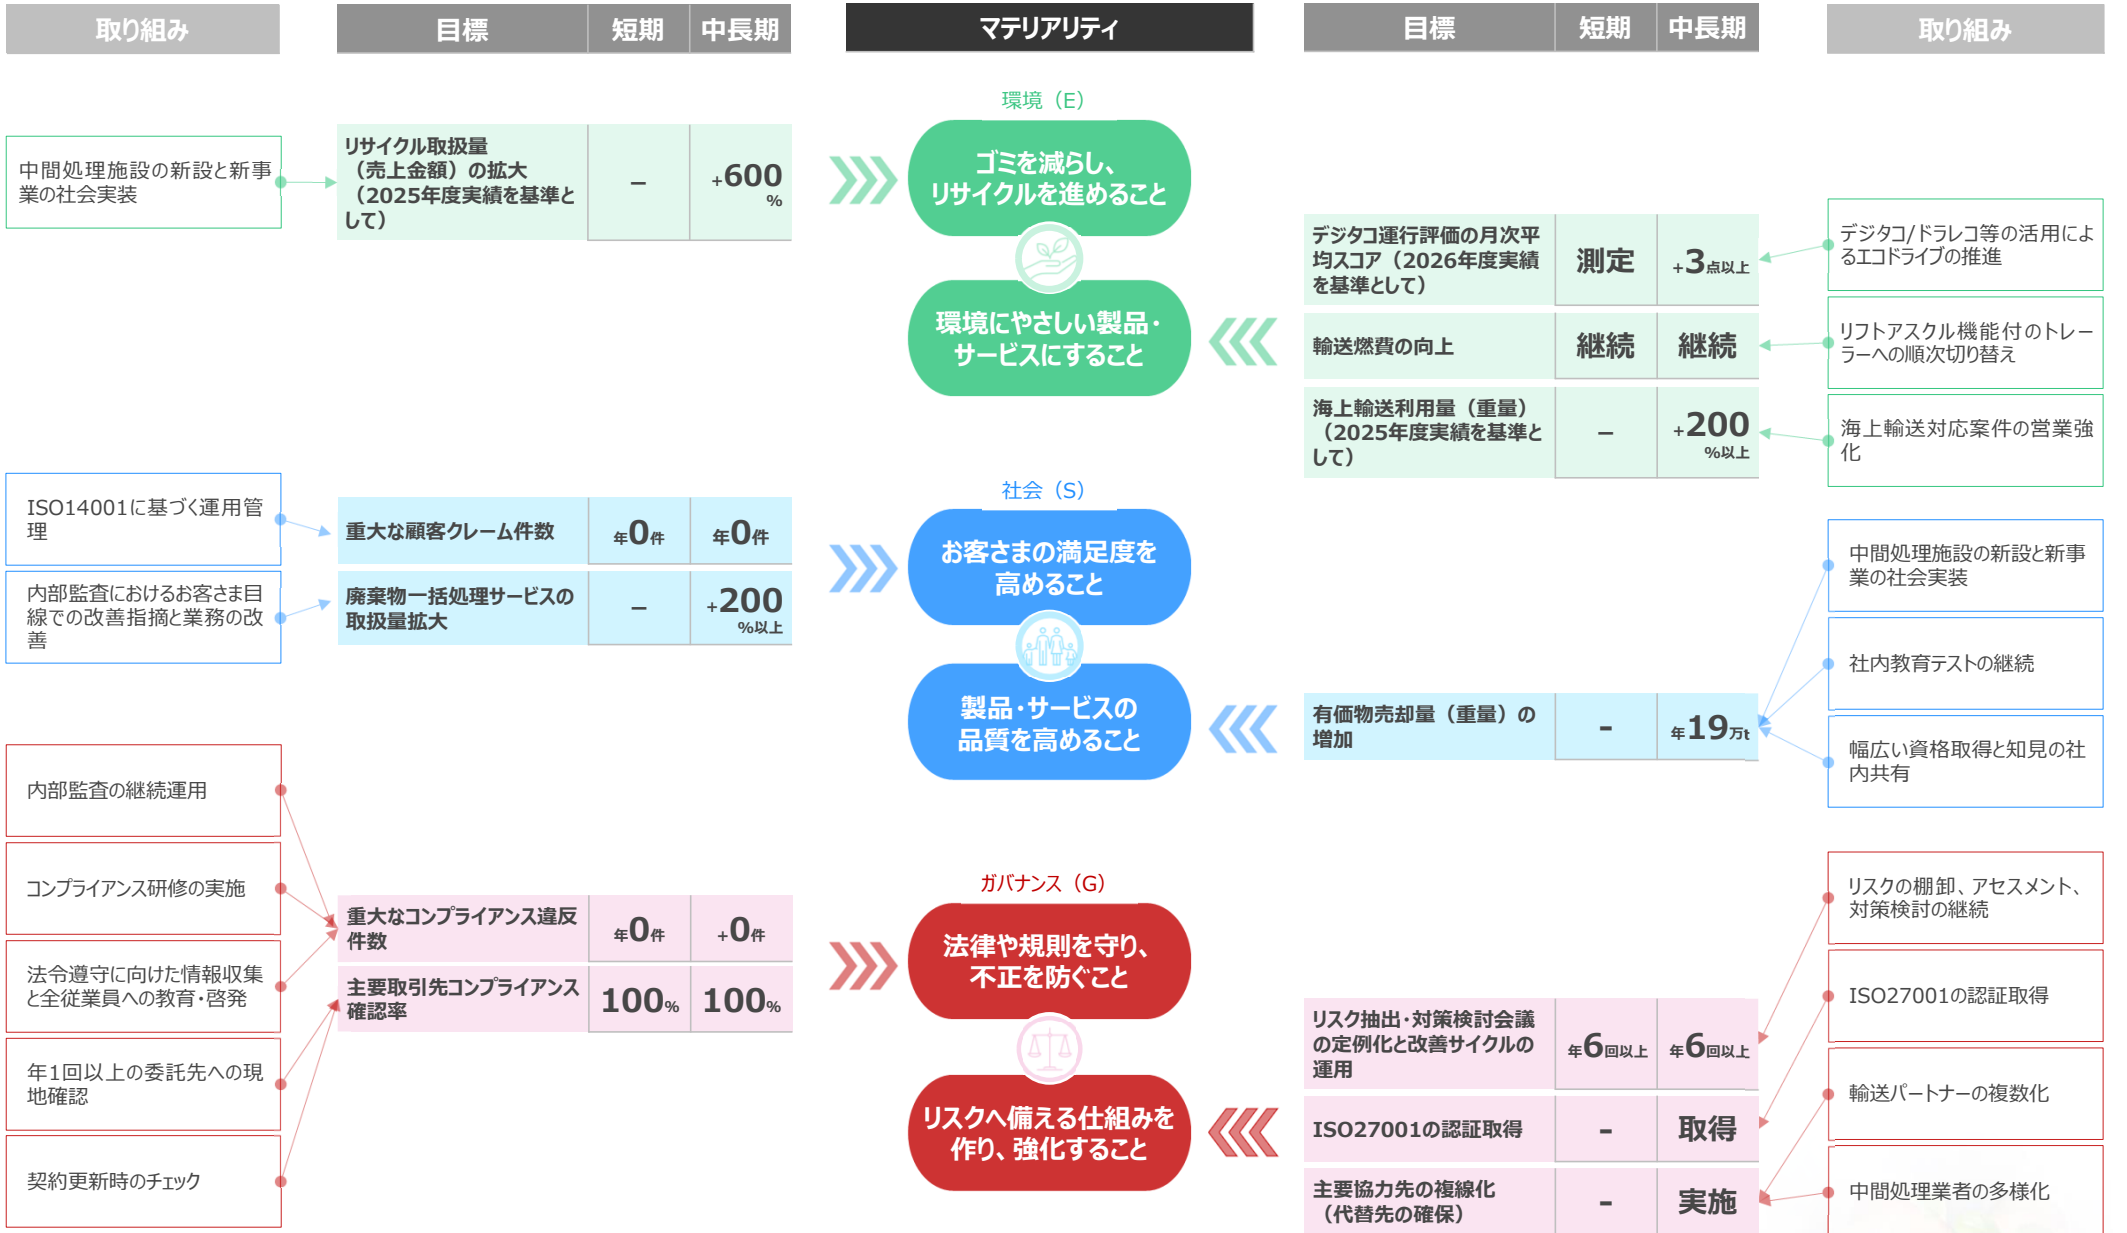 取り組み
目標
短期
中長期
マテリアリティ
目標
短期
中長期
取り組み
環境（E）
中間処理施設の新設と新事
業の社会実装
リサイクル取扱量
（売上金額）の拡大
（2025年度実績を基準と
して）
–
+600
%
ゴミを減らし、
リサイクルを進めること
環境にやさしい製品・
サービスにすること
デジタコ運行評価の月次平
均スコア（2026年度実績
を基準として）
測定
+3点以上
デジタコ/ドラレコ等の活用によ
るエコドライブの推進
輸送燃費の向上
継続
継続
リフトアスクル機能付のトレー
ラーへの順次切り替え
海上輸送利用量（重量）
（2025年度実績を基準と
して）
–
+200
%以上
海上輸送対応案件の営業強
化
社会（S）
ISO14001に基づく運用管
理
内部監査におけるお客さま目
線での改善指摘と業務の改
善
重大な顧客クレーム件数
年0件
年0件
廃棄物一括処理サービスの
取扱量拡大
–
+200
%以上
お客さまの満足度を
高めること
製品・サービスの
品質を高めること
有価物売却量（重量）の
増加
-
年19万t
中間処理施設の新設と新事
業の社会実装
社内教育テストの継続
幅広い資格取得と知見の社
内共有
ガバナンス（G）
内部監査の継続運用
コンプライアンス研修の実施
法令遵守に向けた情報収集
と全従業員への教育・啓発
年1回以上の委託先への現
地確認
契約更新時のチェック
重大なコンプライアンス違反
件数
年0件
+0件
主要取引先コンプライアンス
確認率
100%
100%
法律や規則を守り、
不正を防ぐこと
リスクへ備える仕組みを
作り、強化すること
リスク抽出・対策検討会議
の定例化と改善サイクルの
運用
年6回以上
年6回以上
ISO27001の認証取得
-
取得
主要協力先の複線化
（代替先の確保）
-
実施
リスクの棚卸、アセスメント、
対策検討の継続
ISO27001の認証取得
輸送パートナーの複数化
中間処理業者の多様化